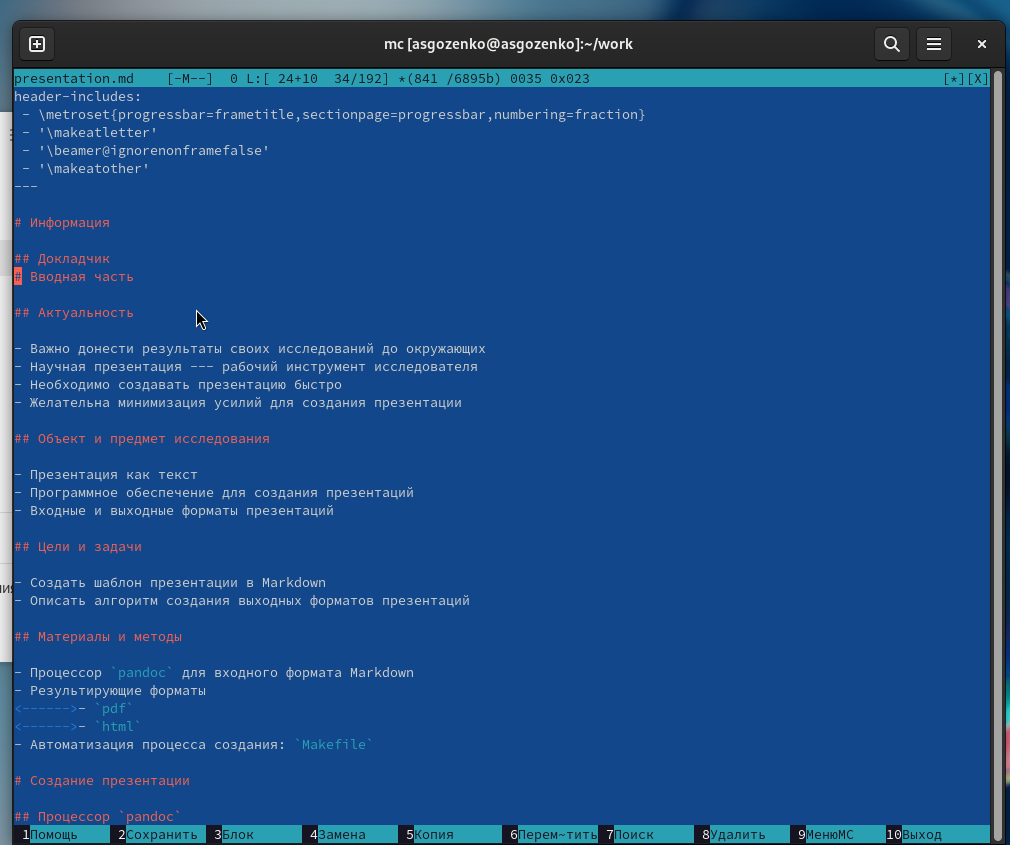 mc [asgozenko@asgozenko]:~/work
presentation.md    [-M--]  0 L:[ 24+10  34/192] *(841 /6895b) 0035 0x023    [*][X]
header-includes:
 - \metroset{progressbar=frametitle,sectionpage=progressbar,numbering=fraction}
 - '\makeatletter'
 - '\beamer@ignorenonframefalse'
 - '\makeatother'
---
# Информация
## Докладчик
# Вводная часть
## Актуальность
- Важно донести результаты своих исследований до окружающих
- Научная презентация --- рабочий инструмент исследователя
- Необходимо создавать презентацию быстро
- Желательна минимизация усилий для создания презентации
## Объект и предмет исследования
- Презентация как текст
- Программное обеспечение для создания презентаций
- Входные и выходные форматы презентаций
## Цели и задачи
- Создать шаблон презентации в Markdown
- Описать алгоритм создания выходных форматов презентаций
## Материалы и методы
- Процессор `pandoc` для входного формата Markdown
- Результирующие форматы
<------>- `pdf`
<------>- `html`
- Автоматизация процесса создания: `Makefile`
# Создание презентации
## Процессор `pandoc`
1Помощь 2Сохранить 3Блок 4Замена 5Копия 6Перем~тить 7Поиск 8Удалить 9МенюMC 10Выход